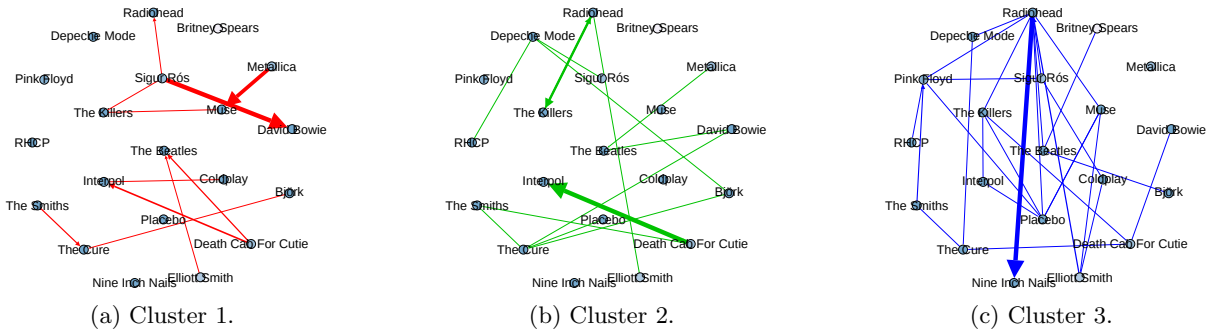 Radiohead
Britney Spears
Depeche Mode
Pink Floyd
Sigur Rós
Metallica
The Killers
Muse
David Bowie
RHCP
The Beatles
Interpol
Coldplay
Björk
The Smiths
Placebo
The Cure
Death Cab For Cutie
Nine Inch Nails
Elliott Smith
(a) Cluster 1.
Radiohead
Britney Spears
Depeche Mode
Pink Floyd
Sigur Rós
Metallica
The Killers
Muse
David Bowie
RHCP
The Beatles
Interpol
Coldplay
Björk
The Smiths
Placebo
The Cure
Death Cab For Cutie
Nine Inch Nails
Elliott Smith
(b) Cluster 2.
Radiohead
Britney Spears
Depeche Mode
Pink Floyd
Sigur Rós
Metallica
The Killers
Muse
David Bowie
RHCP
The Beatles
Interpol
Coldplay
Björk
The Smiths
Placebo
The Cure
Death Cab For Cutie
Nine Inch Nails
Elliott Smith
(c) Cluster 3.